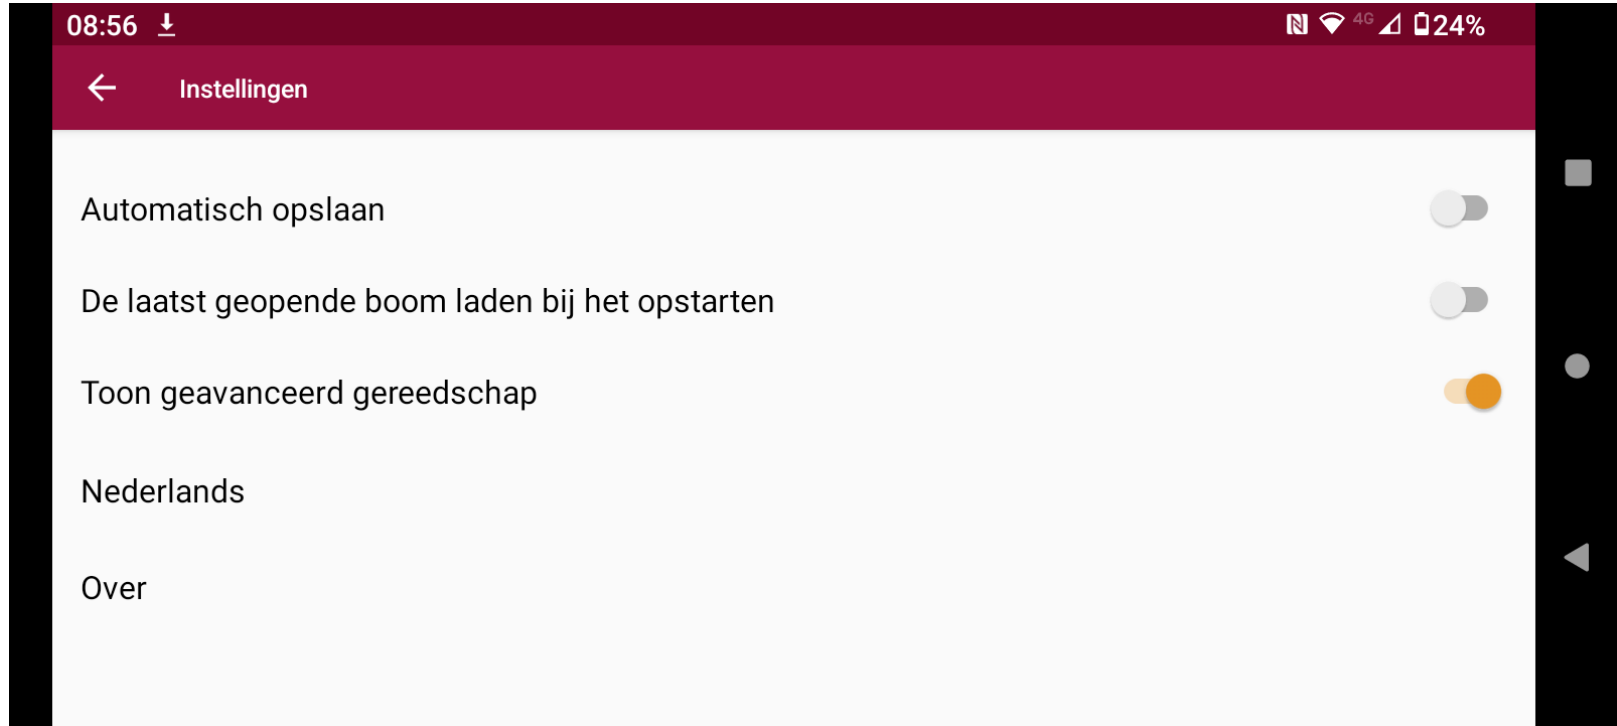 08:56 4G 24%
Instellingen
Automatisch opslaan
De laatst geopende boom laden bij het opstarten
Toon geavanceerd gereedschap
Nederlands
Over